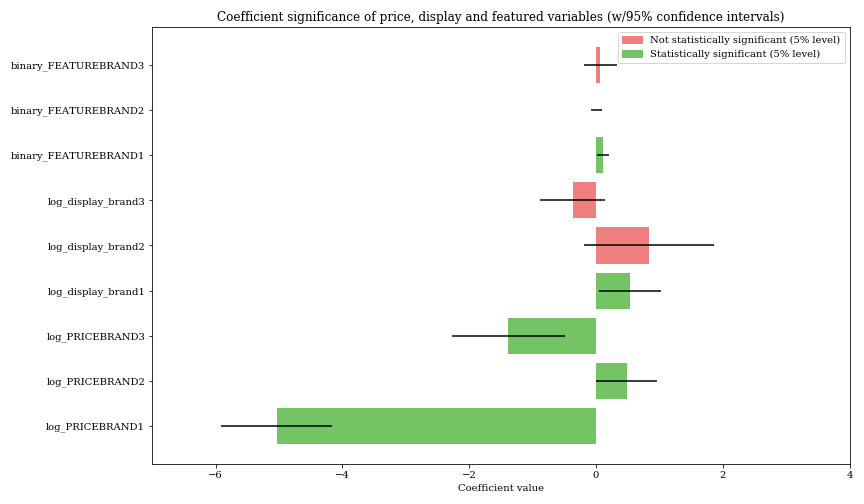 Coefficient significance of price, display and featured variables (w/95% confidence intervals)
Not statistically significant (5% level)
Statistically significant (5% level)
binary_FEATUREBRAND3
binary_FEATUREBRAND2
binary_FEATUREBRAND1
log_display_brand3
log_display_brand2
log_display_brand1
log_PRICEBRAND3
log_PRICEBRAND2
log_PRICEBRAND1
−6 −4 −2 0 2 4
Coefficient value